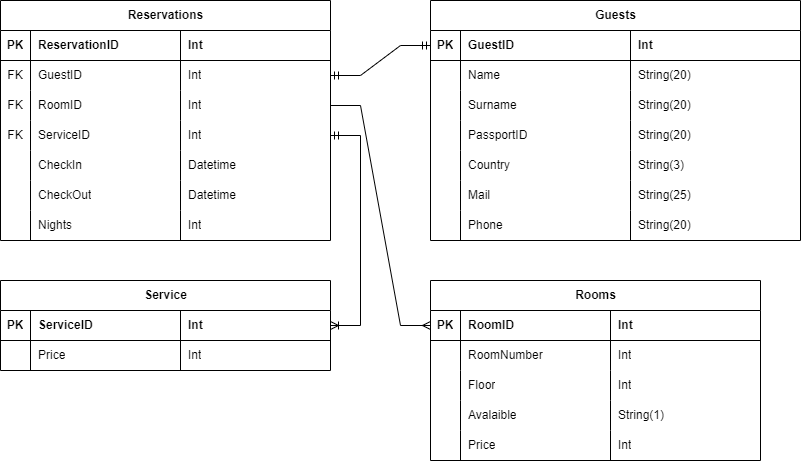 Reservations
PK ReservationID Int
FK GuestID Int
FK RoomID Int
FK ServiceID Int
CheckIn Datetime
CheckOut Datetime
Nights Int
Guests
PK GuestID Int
Name String(20)
Surname String(20)
PassportID String(20)
Country String(3)
Mail String(25)
Phone String(20)
Service
PK ServiceID Int
Price Int
Rooms
PK RoomID Int
RoomNumber Int
Floor Int
Avalaible String(1)
Price Int